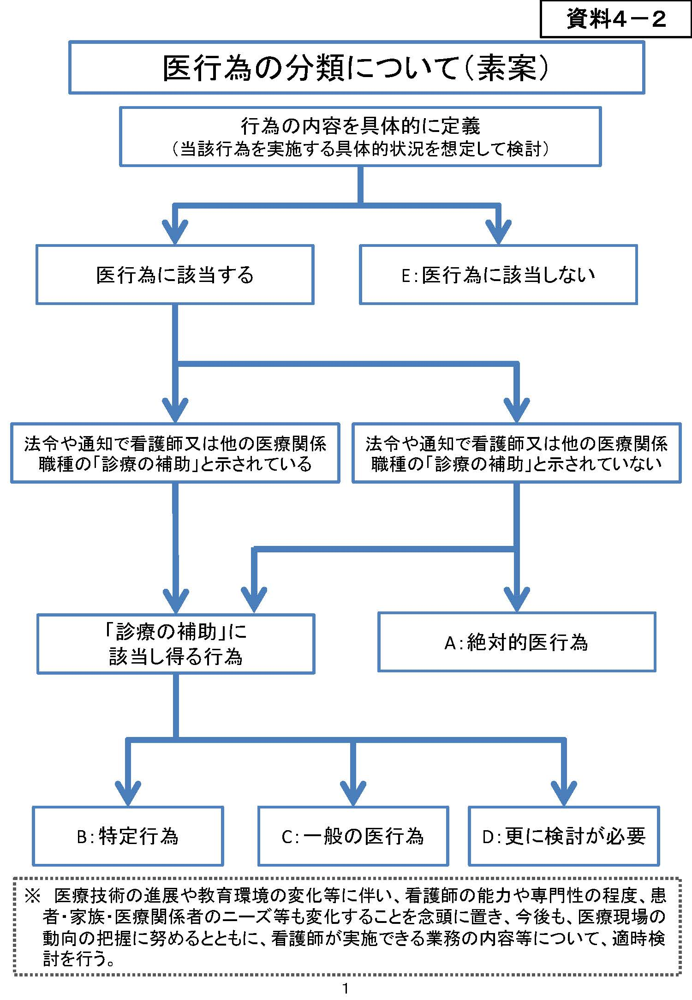 資料4－2
医行為の分類について（素案）
行為の内容を具体的に定義
（当該行為を実施する具体的状況を想定して検討）
医行為に該当する
E：医行為に該当しない
法令や通知で看護師又は他の医療関係
職種の「診療の補助」と示されている
法令や通知で看護師又は他の医療関係
職種の「診療の補助」と示されていない
「診療の補助」に
該当し得る行為
A：絶対的医行為
B：特定行為
C：一般の医行為
D：更に検討が必要
※　医療技術の進展や教育環境の変化等に伴い、看護師の能力や専門性の程度、患
者・家族・医療関係者のニーズ等も変化することを念頭に置き、今後も、医療現場の
動向の把握に努めるとともに、看護師が実施できる業務の内容等について、適時検
討を行う。
1